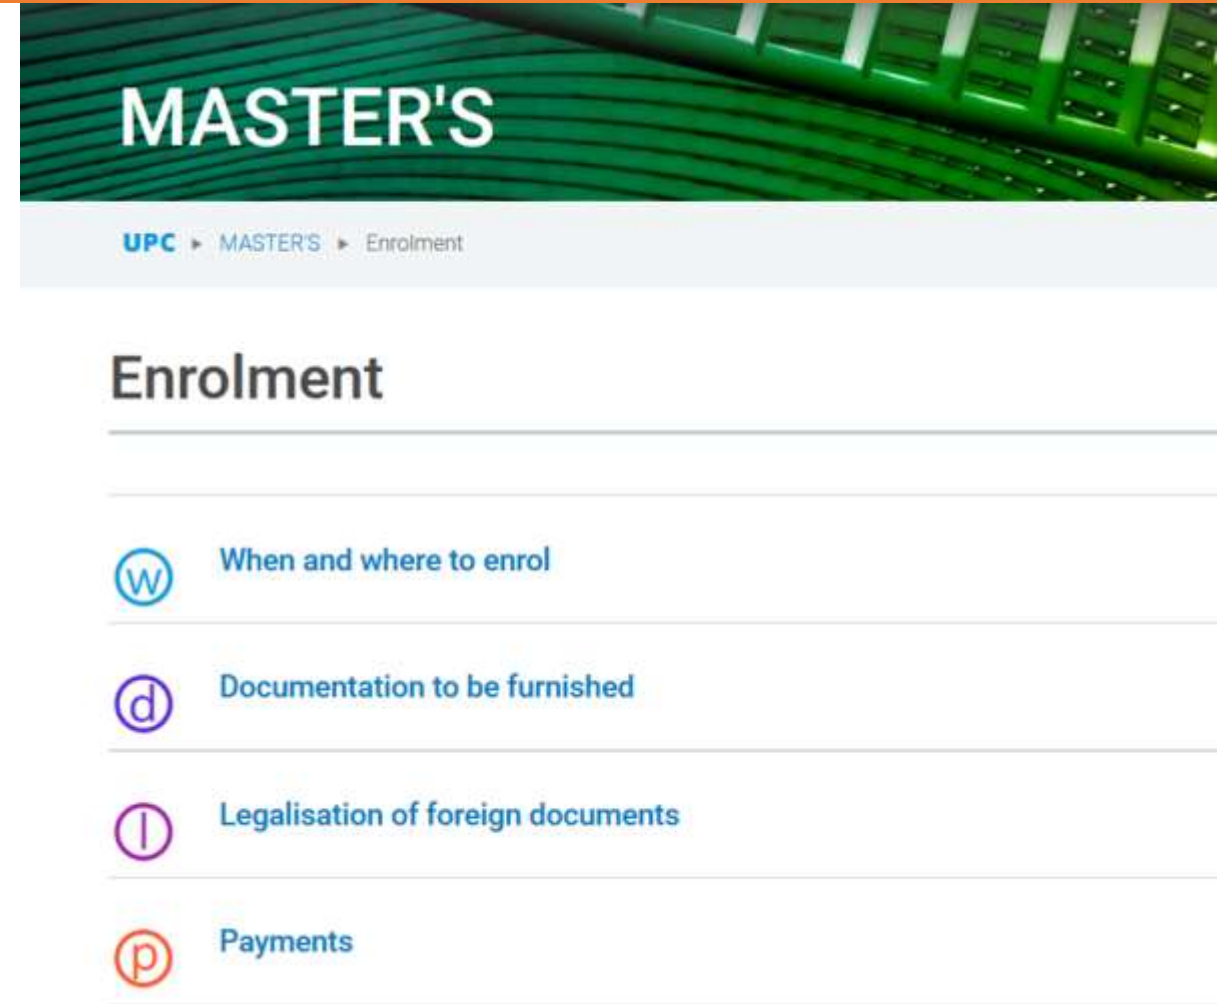 MASTER'S
UPC ▸ MASTER'S ▸ Enrolment
Enrolment
w When and where to enrol
d Documentation to be furnished
l Legalisation of foreign documents
p Payments